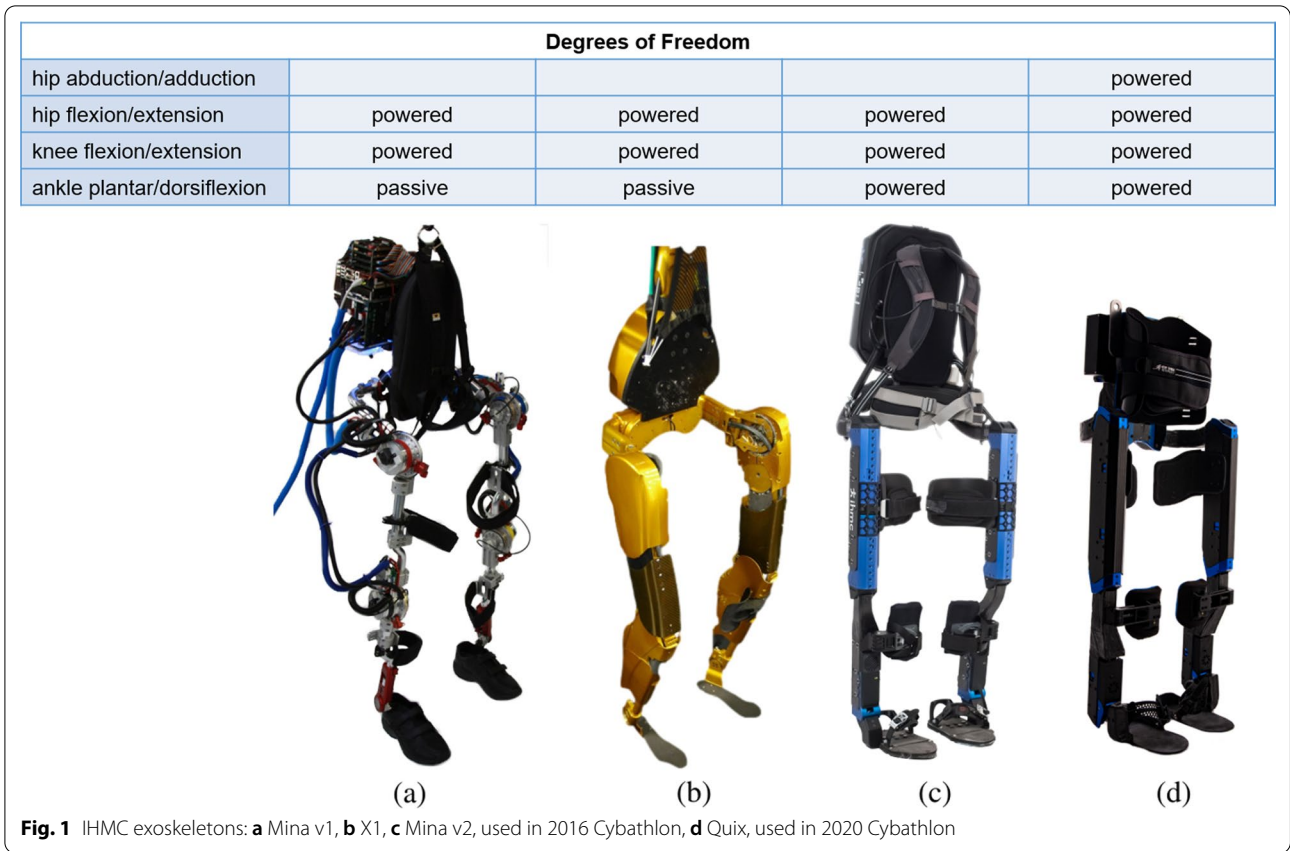 Degrees of Freedom
hip abduction/adduction powered
hip flexion/extension powered powered powered powered
knee flexion/extension powered powered powered powered
ankle plantar/dorsiflexion passive passive powered powered
ihmc
(a) (b) (c) (d)
Fig. 1 IHMC exoskeletons: a Mina v1, b X1, c Mina v2, used in 2016 Cybathlon, d Quix, used in 2020 Cybathlon